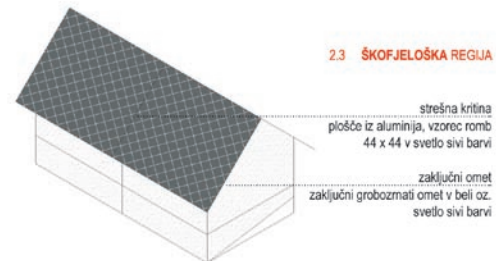 2.3 ŠKOFJELOŠKA REGIJA
strešna kritina
plošče iz aluminija, vzorec romb
44 x 44 v svetlo sivi barvi
zaključni omet
zaključni grobozrnati omet v beli oz.
svetlo sivi barvi